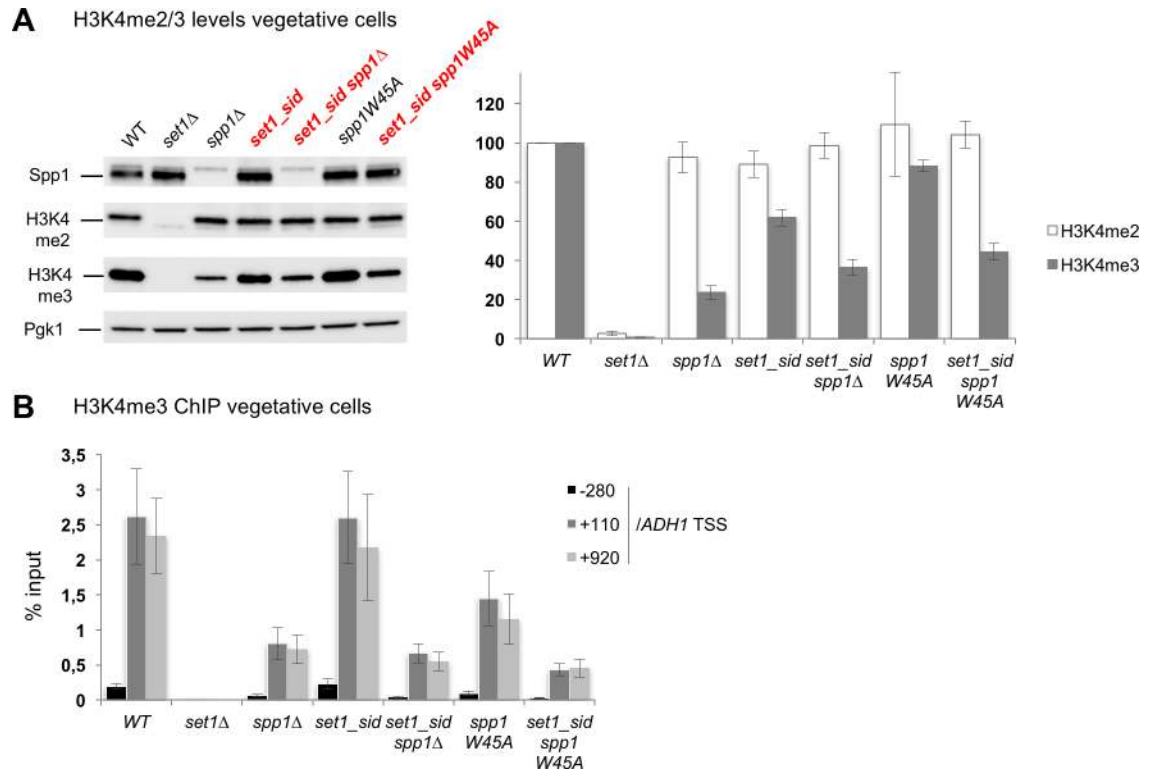 A H3K4me2/3 levels vegetative cells
WT set1Δ spp1Δ set1_sid set1_sid spp1Δ spp1W45A set1_sid spp1W45A
Spp1
H3K4
me2
H3K4
me3
Pgk1
120
100
80
60
40
20
0
WT set1Δ spp1Δ set1_sid set1_sid spp1 set1_sid
spp1Δ W45A spp1
W45A
H3K4me2
H3K4me3
B H3K4me3 ChIP vegetative cells
% input
3,5
3
2,5
2
1,5
1
0,5
0
WT set1Δ spp1Δ set1_sid set1_sid spp1 set1_sid
spp1Δ W45A spp1
W45A
-280
+110 /ADH1 TSS
+920